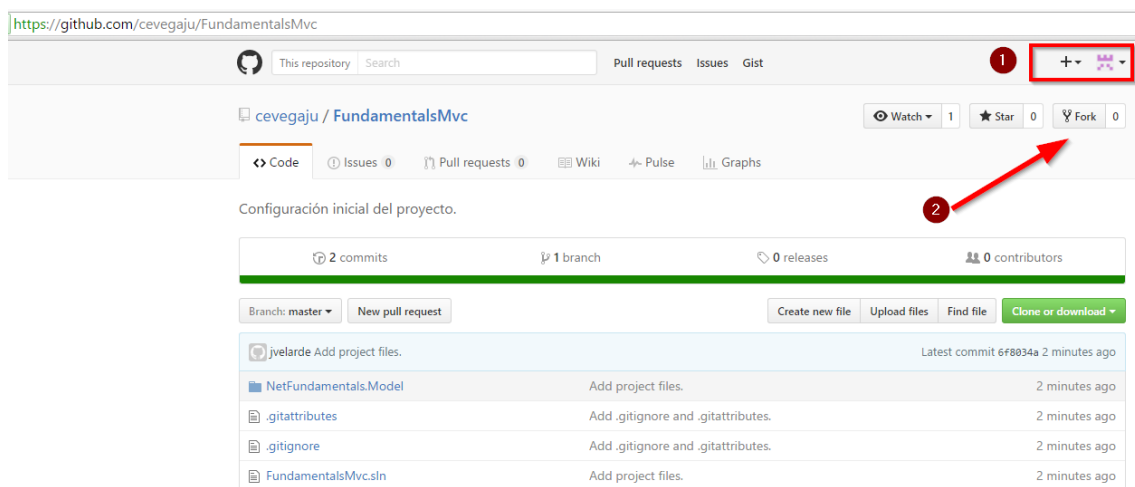 https://github.com/cevegaju/FundamentalsMvc
This repository Search Pull requests Issues Gist 1
cevegaju / FundamentalsMvc Watch 1 Star 0 Fork 0
Code Issues 0 Pull requests 0 Wiki Pulse Graphs
Configuración inicial del proyecto. 2
2 commits 1 branch 0 releases 0 contributors
Branch: master New pull request Create new file Upload files Find file Clone or download
jvelarde Add project files. Latest commit 6f8034a 2 minutes ago
NetFundamentals.Model Add project files. 2 minutes ago
.gitattributes Add .gitignore and .gitattributes. 2 minutes ago
.gitignore Add .gitignore and .gitattributes. 2 minutes ago
FundamentalsMvc.sln Add project files. 2 minutes ago